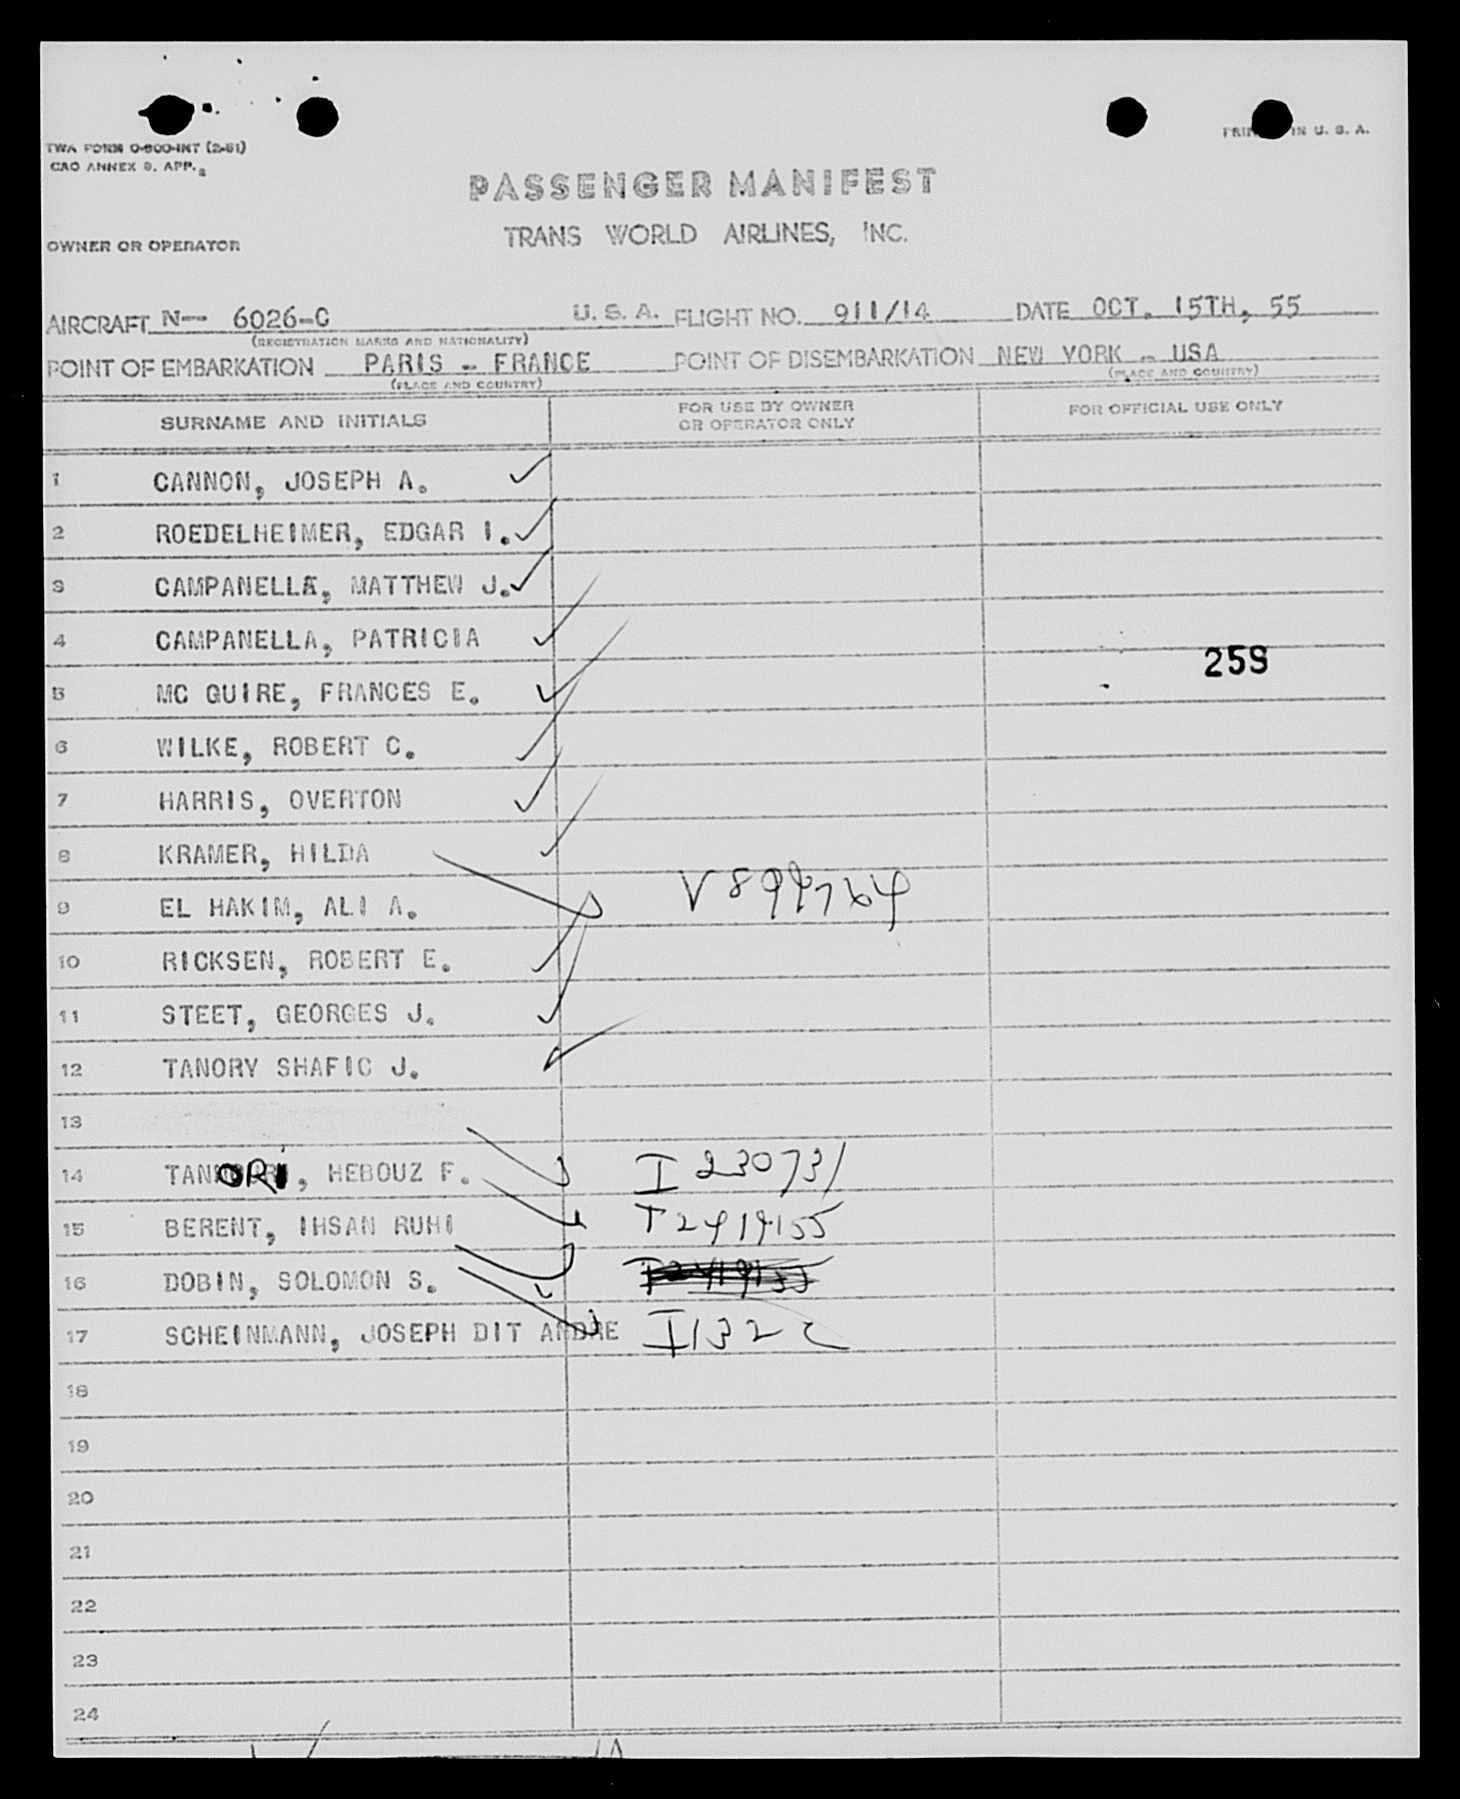 TWA FORM O-800-INT (2-51)
CAO ANNEX 9. APP. 2
IN U. S. A.
PASSENGER MANIFEST
TRANS WORLD AIRLINES, INC.
OWNER OR OPERATOR
AIRCRAFT N-- 6026-C U. S. A. FLIGHT NO. 911/14 DATE OCT. 15TH, 55
(REGISTRATION MARKS AND NATIONALITY)
POINT OF EMBARKATION PARIS - FRANCE POINT OF DISEMBARKATION NEW YORK - USA
(PLACE AND COUNTRY) (PLACE AND COUNTRY)
SURNAME AND INITIALS FOR USE BY OWNER OR OPERATOR ONLY FOR OFFICIAL USE ONLY
1 CANNON, JOSEPH A.
2 ROEDELHEIMER, EDGAR I.
3 CAMPANELLA, MATTHEW J.
4 CAMPANELLA, PATRICIA
259
5 MC GUIRE, FRANCES E.
6 WILKE, ROBERT C.
7 HARRIS, OVERTON
8 KRAMER, HILDA
9 EL HAKIM, ALI A. V 899764
10 RICKSEN, ROBERT E.
11 STEET, GEORGES J.
12 TANORY SHAFIC J.
13
14 TANORI, HEBOUZ F. I 230731
15 BERENT, IHSAN RUHI T2919155
16 DOBIN, SOLOMON S.
17 SCHEINMANN, JOSEPH DIT ANDRE I132
18
19
20
21
22
23
24